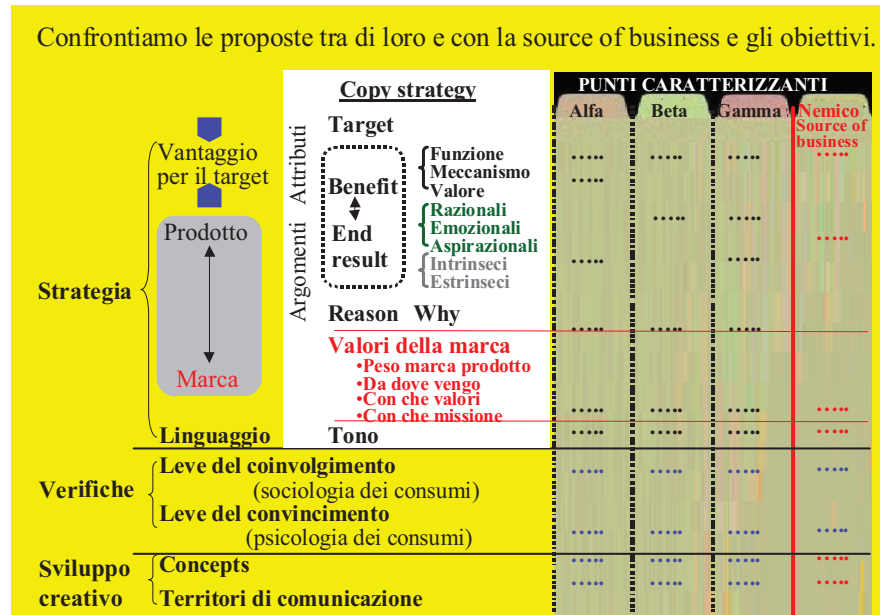 Confrontiamo le proposte tra di loro e con la source of business e gli obiettivi.
PUNTI CARATTERIZZANTI
Copy strategy
Alfa Beta Gamma Nemico
Source of
business
Target
Attributi
Vantaggio
per il target
Funzione
Meccanismo
Valore
Benefit
Razionali
Emozionali
Aspirazionali
Prodotto
End
result
Argomenti
Intrinseci
Estrinseci
Strategia
Reason Why
Valori della marca
•Peso marca prodotto
•Da dove vengo
•Con che valori
•Con che missione
Marca
Linguaggio Tono
Verifiche
Leve del coinvolgimento
(sociologia dei consumi)
Leve del convincimento
(psicologia dei consumi)
Sviluppo
creativo
Concepts
Territori di comunicazione